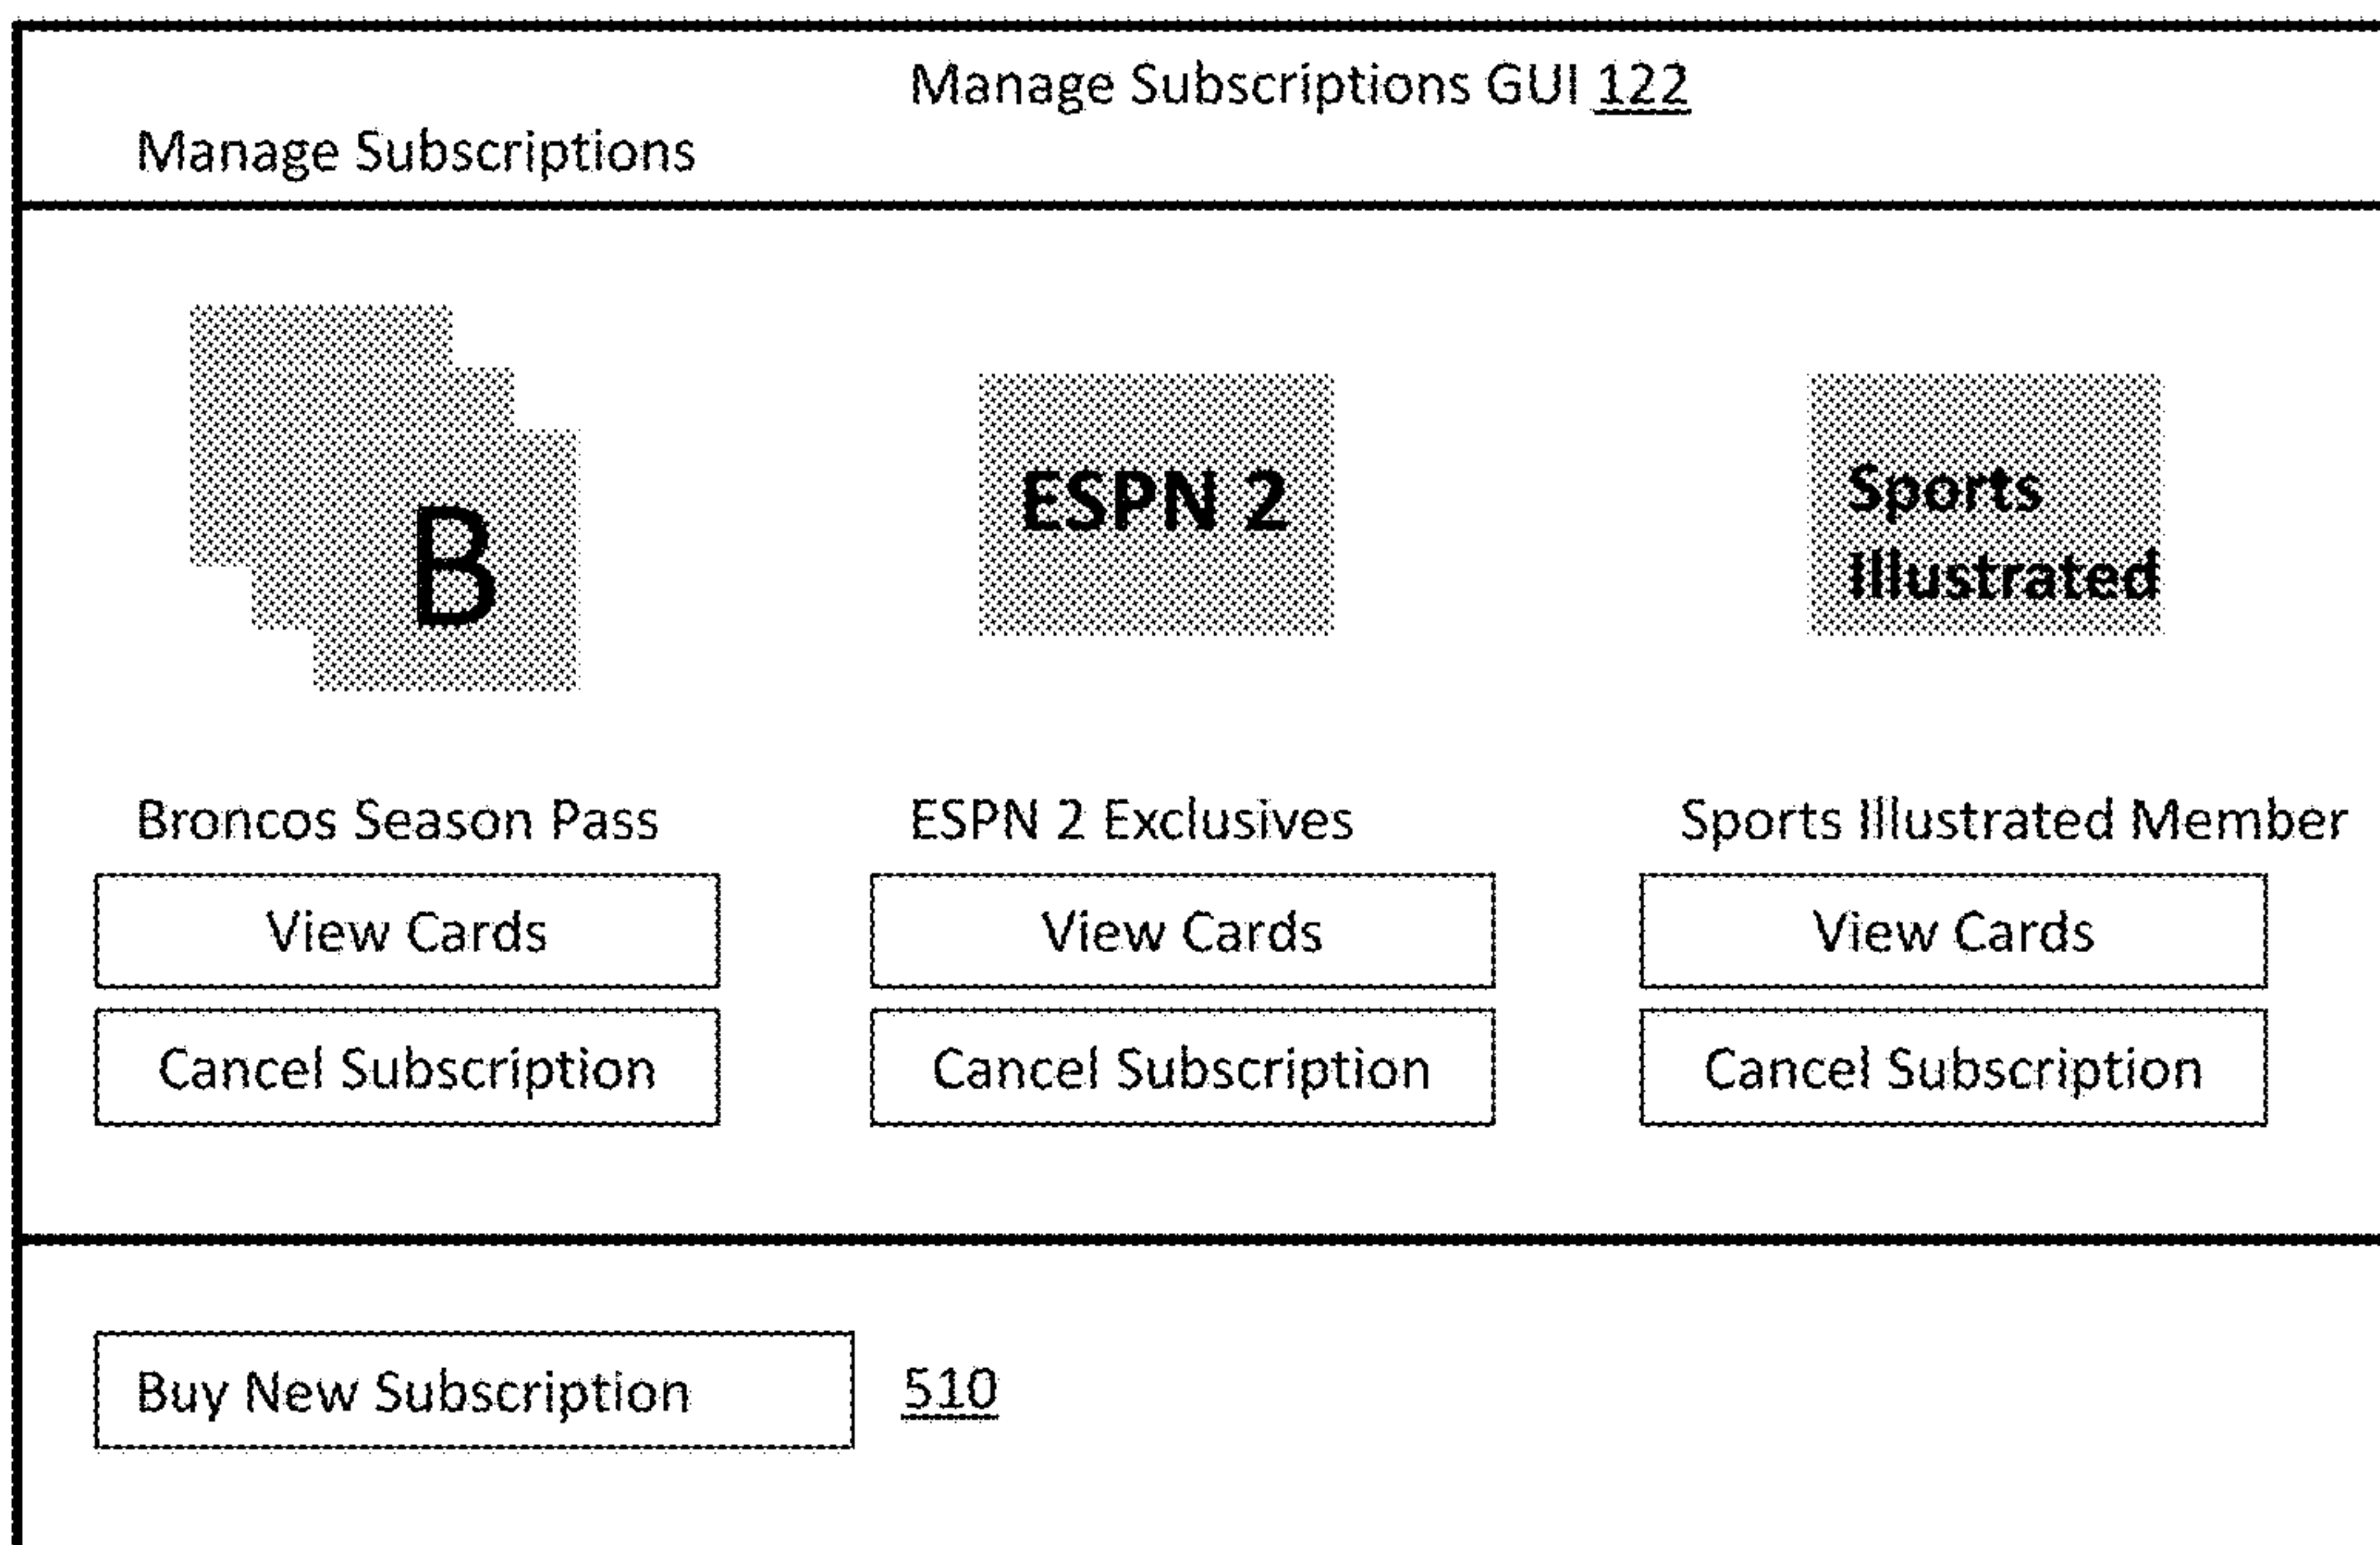 Manage Subscriptions GUI 122
Manage Subscriptions
B
ESPN 2
Sports
Illustrated
Broncos Season Pass
ESPN 2 Exclusives
Sports Illustrated Member
View Cards
View Cards
View Cards
Cancel Subscription
Cancel Subscription
Cancel Subscription
Buy New Subscription
510